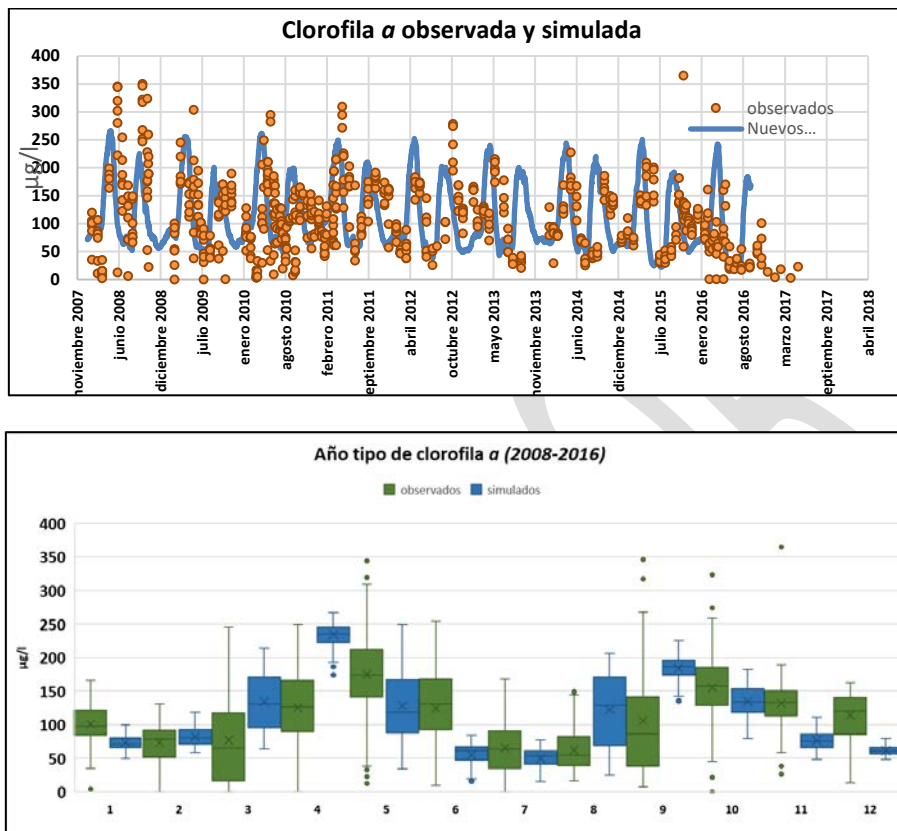 Clorofila a observada y simulada
400
350
300
250
200
150
100
50
0
µg/l
observados
Nuevos...
noviembre 2007
junio 2008
diciembre 2008
julio 2009
enero 2010
agosto 2010
febrero 2011
eptiembre 2011
abril 2012
octubre 2012
mayo 2013
noviembre 2013
junio 2014
diciembre 2014
julio 2015
enero 2016
agosto 2016
marzo 2017
eptiembre 2017
abril 2018
Año tipo de clorofila a (2008-2016)
observados simulados
400
350
300
250
200
150
100
50
0
µg/l
1 2 3 4 5 6 7 8 9 10 11 12